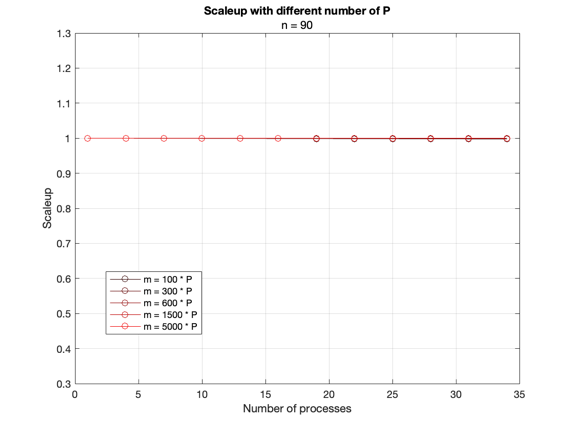 Scaleup with different number of P
n = 90
1.3
1.2
1.1
1
0.9
0.8
0.7
0.6
0.5
0.4
0.3
Scaleup
m = 100 * P
m = 300 * P
m = 600 * P
m = 1500 * P
m = 5000 * P
0 5 10 15 20 25 30 35
Number of processes